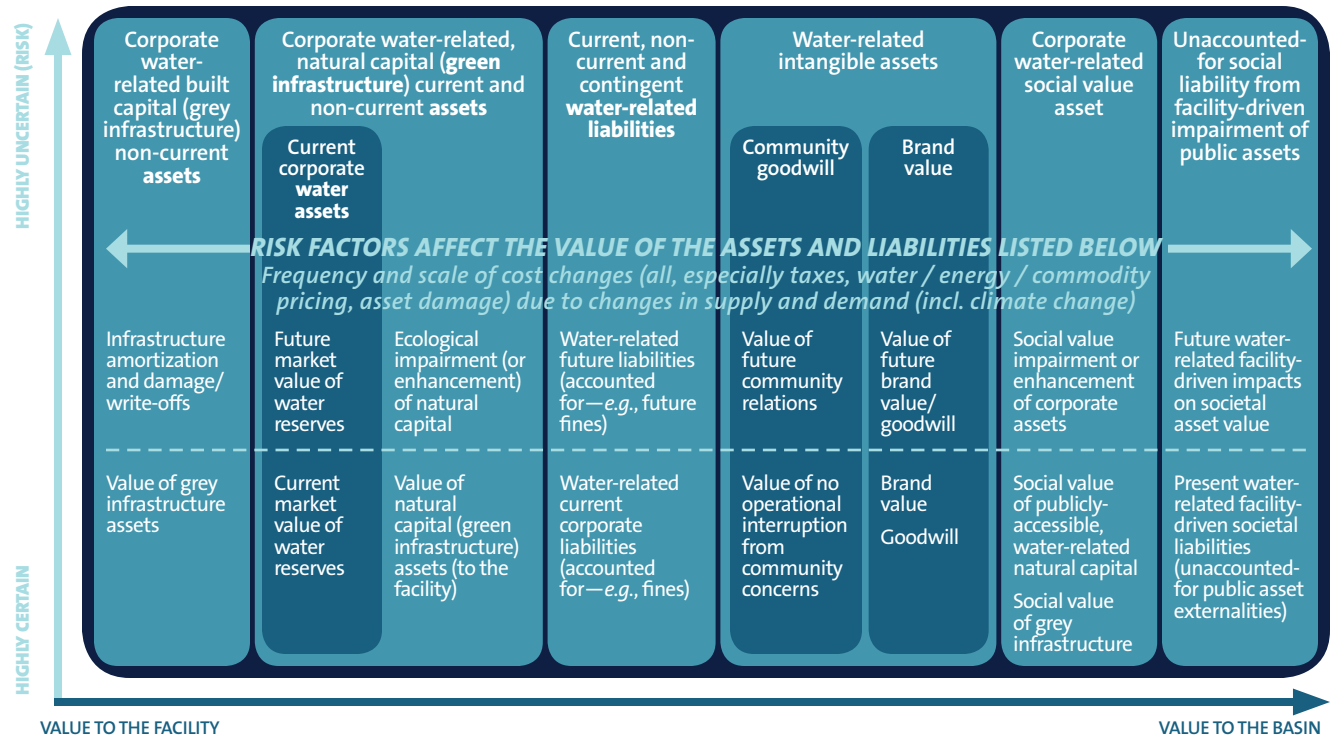 HIGHLY UNCERTAIN (RISK)
HIGHLY CERTAIN
Corporate
water-
related built
capital (grey
infrastructure)
non-current
assets
Corporate water-related,
natural capital (green
infrastructure) current and
non-current assets
Current
corporate
water
assets
Current, non-
current and
contingent
water-related
liabilities
Water-related
intangible assets
Community
goodwill
Brand
value
Corporate
water-related
social value
asset
Unaccounted-
for social
liability from
facility-driven
impairment of
public assets
RISK FACTORS AFFECT THE VALUE OF THE ASSETS AND LIABILITIES LISTED BELOW
Frequency and scale of cost changes (all, especially taxes, water / energy / commodity
pricing, asset damage) due to changes in supply and demand (incl. climate change)
Infrastructure
amortization
and damage/
write-offs
Future
market
value of
water
reserves
Ecological
impairment (or
enhancement)
of natural
capital
Water-related
future liabilities
(accounted
for—e.g., future
fines)
Value of
future
community
relations
Value of
future
brand
value/
goodwill
Social value
impairment or
enhancement
of corporate
assets
Future water-
related facility-
driven impacts
on societal
asset value
Value of grey
infrastructure
assets
Current
market
value of
water
reserves
Value of
natural
capital (green
infrastructure)
assets (to the
facility)
Water-related
current
corporate
liabilities
(accounted
for—e.g., fines)
Value of no
operational
interruption
from
community
concerns
Brand
value
Goodwill
Social value
of publicly-
accessible,
water-related
natural capital
Social value
of grey
infrastructure
Present water-
related facility-
driven societal
liabilities
(unaccounted-
for public asset
externalities)
VALUE TO THE FACILITY
VALUE TO THE BASIN